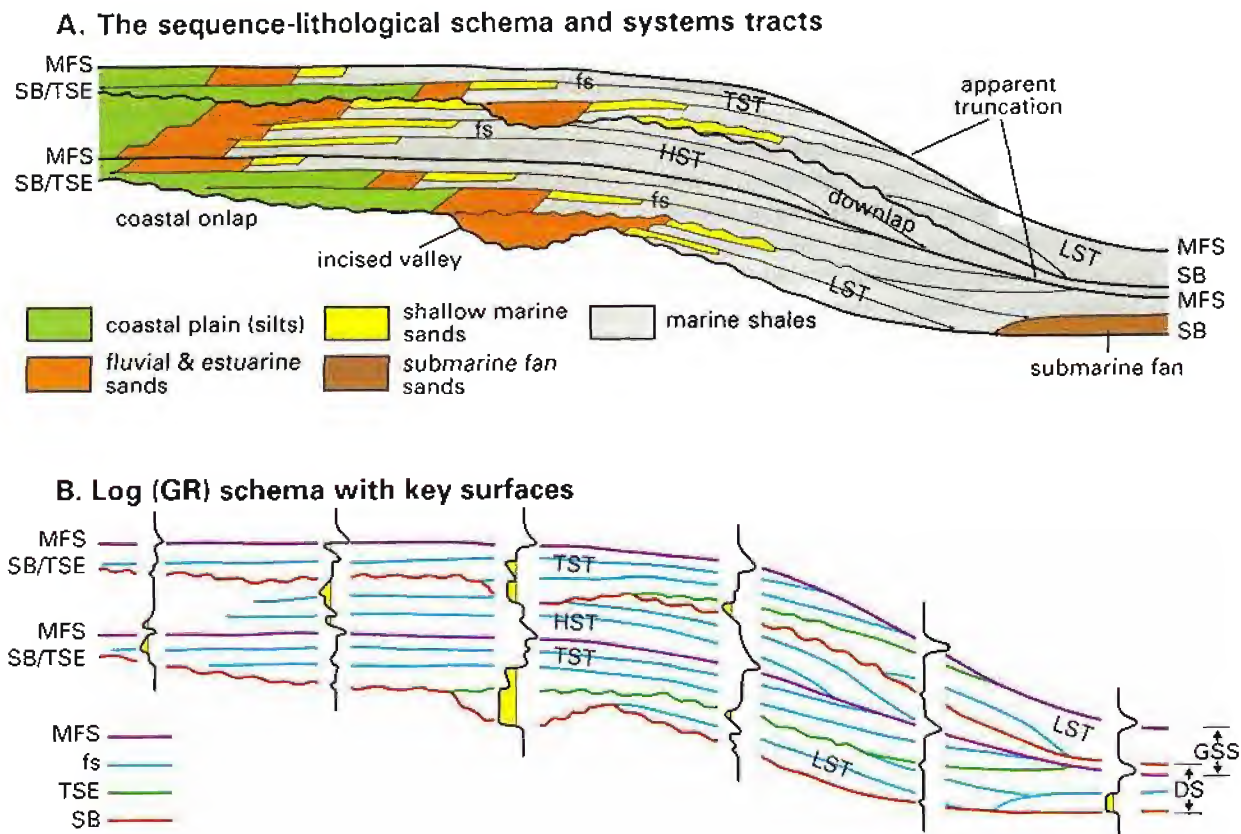 A. The sequence-lithological schema and systems tracts
MFS
SB/TSE
MFS
SB/TSE
fs
TST
apparent
truncation
fs
HST
downlap
coastal onlap
fs
incised valley
LST
LST
MFS
SB
MFS
SB
submarine fan
coastal plain (silts)
shallow marine
sands
marine shales
fluvial & estuarine
sands
submarine fan
sands
B. Log (GR) schema with key surfaces
MFS
SB/TSE
MFS
SB/TSE
TST
HST
TST
LST
LST
GSS
DS
MFS
fs
TSE
SB